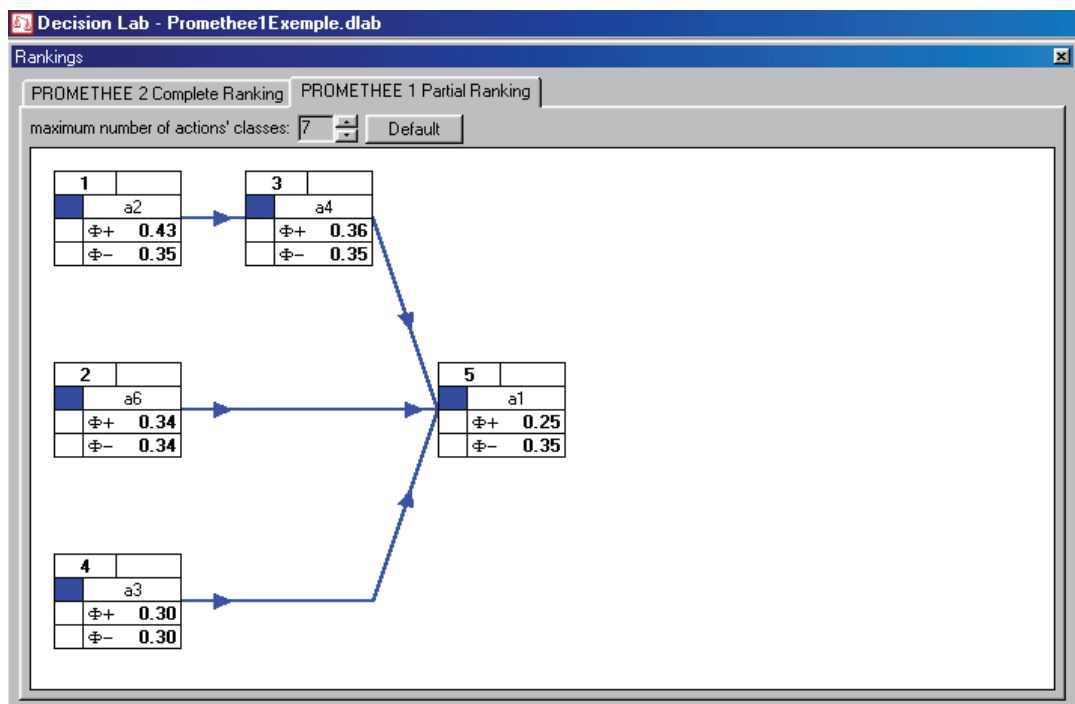 Decision Lab - Promethee1Exemple.dlab
Rankings
PROMETHEE 2 Complete Ranking PROMETHEE 1 Partial Ranking
maximum number of actions' classes: 7 Default
1
a2
Φ+ 0.43
Φ− 0.35
3
a4
Φ+ 0.36
Φ− 0.35
2
a6
Φ+ 0.34
Φ− 0.34
5
a1
Φ+ 0.25
Φ− 0.35
4
a3
Φ+ 0.30
Φ− 0.30